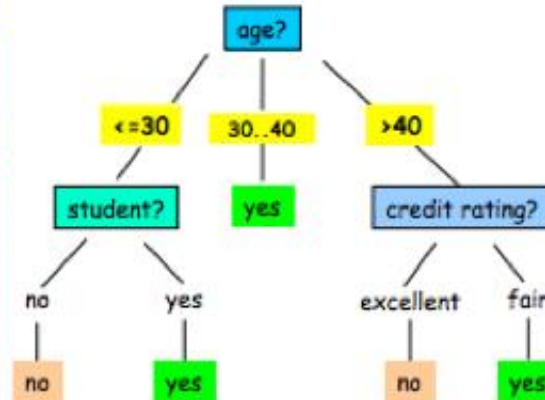 age?
<=30 30..40 >40
student? yes credit rating?
no yes excellent fair
no yes no yes